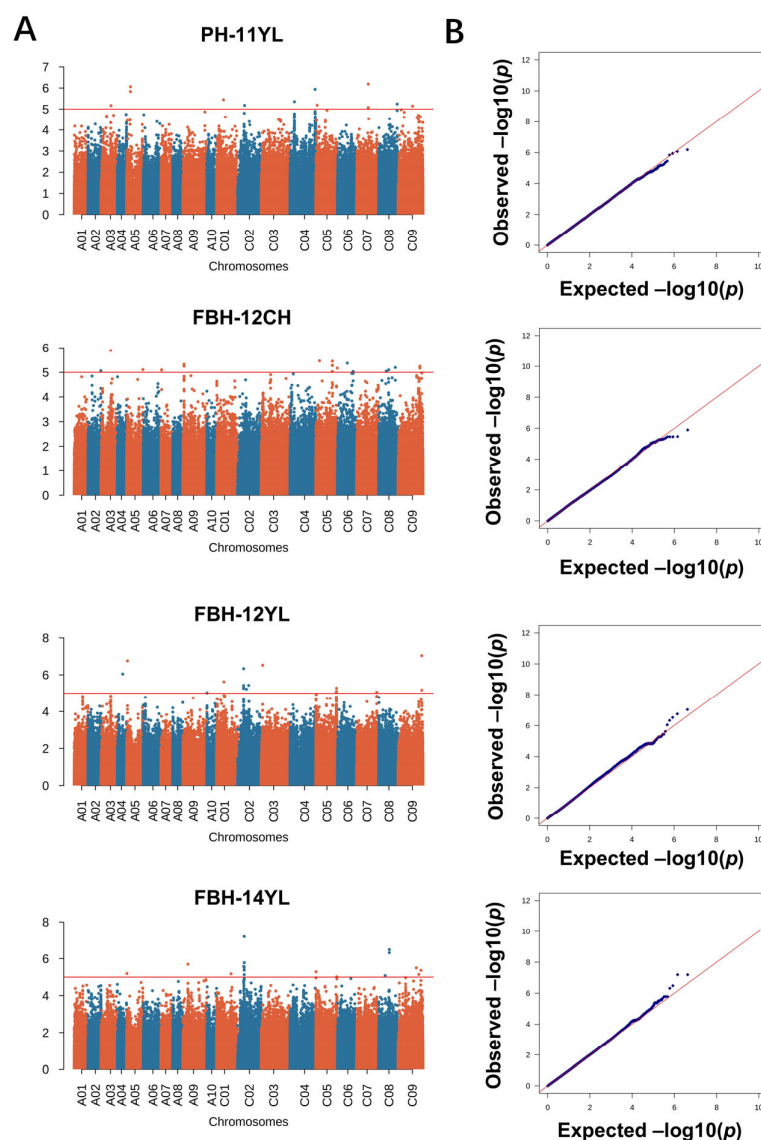 A
B
PH-11YL
7
6
5
4
3
2
1
0
A01
A02
A03
A04
A05
A06
A07
A08
A09
A10
C01
C02
C03
C04
C05
C06
C07
C08
C09
Chromosomes
Observed –log10(p)
12
10
8
6
4
2
0
0 2 4 6 8 10
Expected –log10(p)
FBH-12CH
6
5
4
3
2
1
0
A01
A02
A03
A04
A05
A06
A07
A08
A09
A10
C01
C02
C03
C04
C05
C06
C07
C08
C09
Chromosomes
Observed –log10(p)
12
10
8
6
4
2
0
0 2 4 6 8 10
Expected –log10(p)
FBH-12YL
8
6
4
2
0
A01
A02
A03
A04
A05
A06
A07
A08
A09
A10
C01
C02
C03
C04
C05
C06
C07
C08
C09
Chromosomes
Observed –log10(p)
12
10
8
6
4
2
0
0 2 4 6 8 10
Expected –log10(p)
FBH-14YL
8
6
4
2
0
A01
A02
A03
A04
A05
A06
A07
A08
A09
A10
C01
C02
C03
C04
C05
C06
C07
C08
C09
Chromosomes
Observed –log10(p)
12
10
8
6
4
2
0
0 2 4 6 8 10
Expected –log10(p)